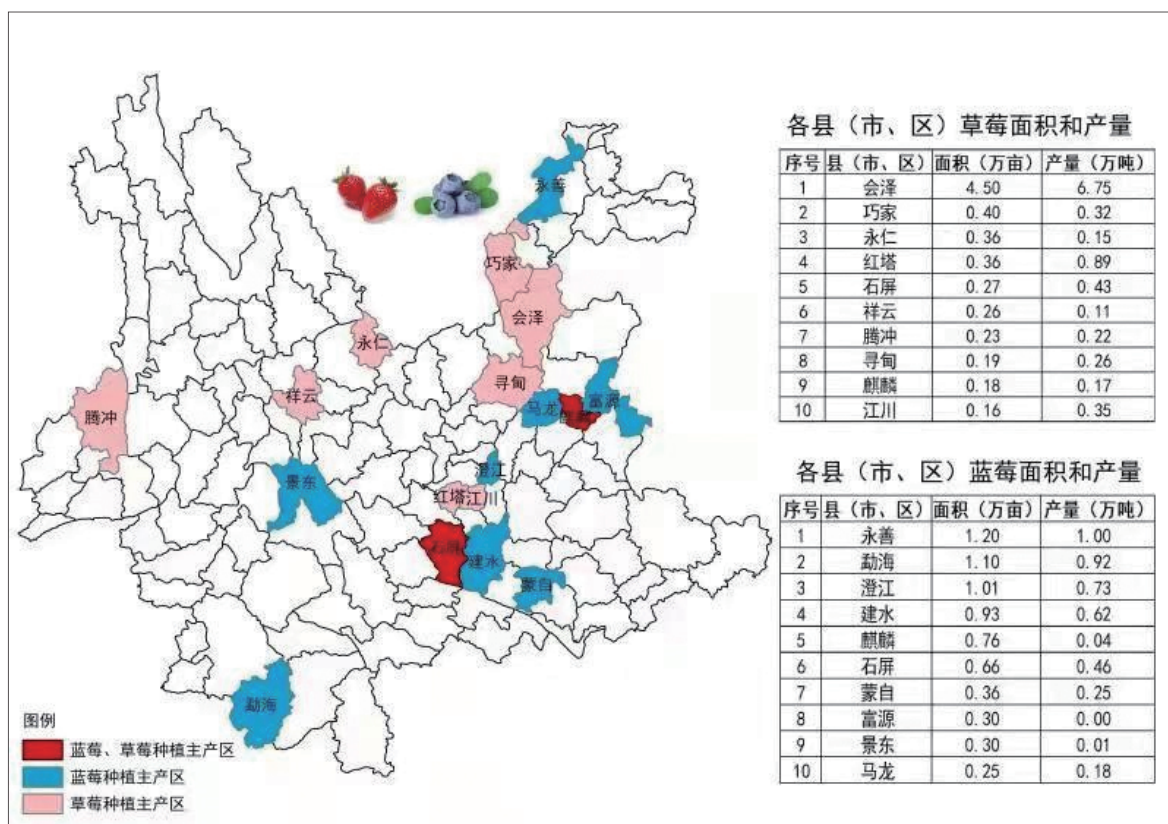 永善
巧家
会泽
永仁
寻甸
祥云
富源
马龙
腾冲
澄江
景东
红塔 江川
建水
蒙自
勐海
图例
蓝莓、草莓种植主产区
蓝莓种植主产区
草莓种植主产区
各县（市、区）草莓面积和产量
序号 县（市、区） 面积（万亩） 产量（万吨）
1 会泽 4.50 6.75
2 巧家 0.40 0.32
3 永仁 0.36 0.15
4 红塔 0.36 0.89
5 石屏 0.27 0.43
6 祥云 0.26 0.11
7 腾冲 0.23 0.22
8 寻甸 0.19 0.26
9 麒麟 0.18 0.17
10 江川 0.16 0.35
各县（市、区）蓝莓面积和产量
序号 县（市、区） 面积（万亩） 产量（万吨）
1 永善 1.20 1.00
2 勐海 1.10 0.92
3 澄江 1.01 0.73
4 建水 0.93 0.62
5 麒麟 0.76 0.04
6 石屏 0.66 0.46
7 蒙自 0.36 0.25
8 富源 0.30 0.00
9 景东 0.30 0.01
10 马龙 0.25 0.18